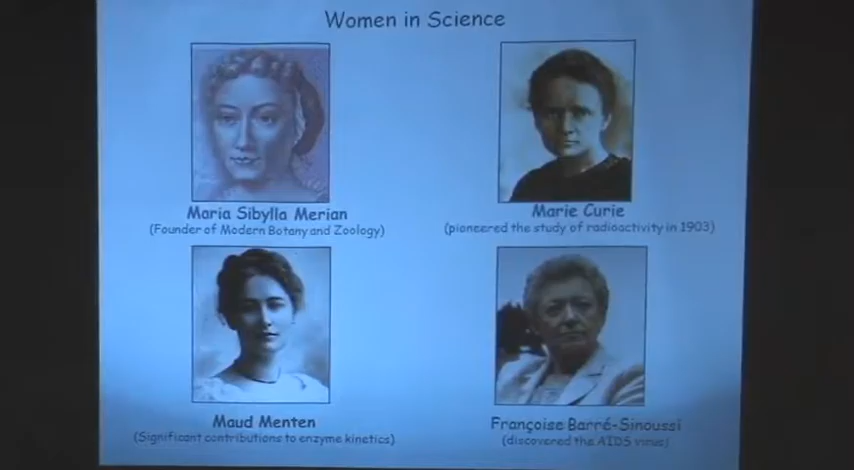 Women in Science
Maria Sibylla Merian
(Founder of Modern Botany and Zoology)
Marie Curie
(pioneered the study of radioactivity in 1903)
Maud Menten
(Significant contributions to enzyme kinetics)
Françoise Barré-Sinoussi
(discovered the AIDS virus)